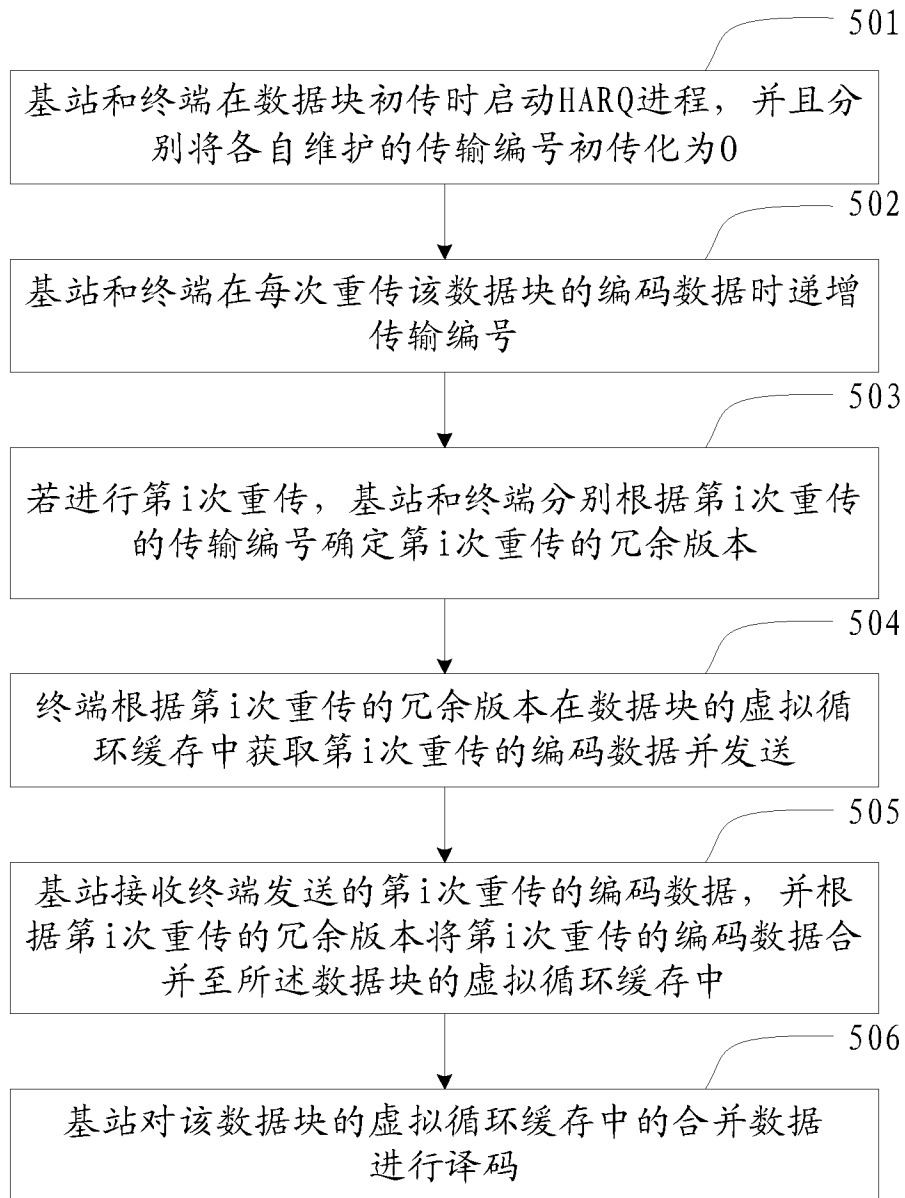 501
基站和终端在数据块初传时启动HARQ进程，并且分
别将各自维护的传输编号初传化为0
502
基站和终端在每次重传该数据块的编码数据时递增
传输编号
503
若进行第i次重传，基站和终端分别根据第i次重传
的传输编号确定第i次重传的冗余版本
504
终端根据第i次重传的冗余版本在数据块的虚拟循
环缓存中获取第i次重传的编码数据并发送
505
基站接收终端发送的第i次重传的编码数据，并根
据第i次重传的冗余版本将第i次重传的编码数据合
并至所述数据块的虚拟循环缓存中
506
基站对该数据块的虚拟循环缓存中的合并数据
进行译码